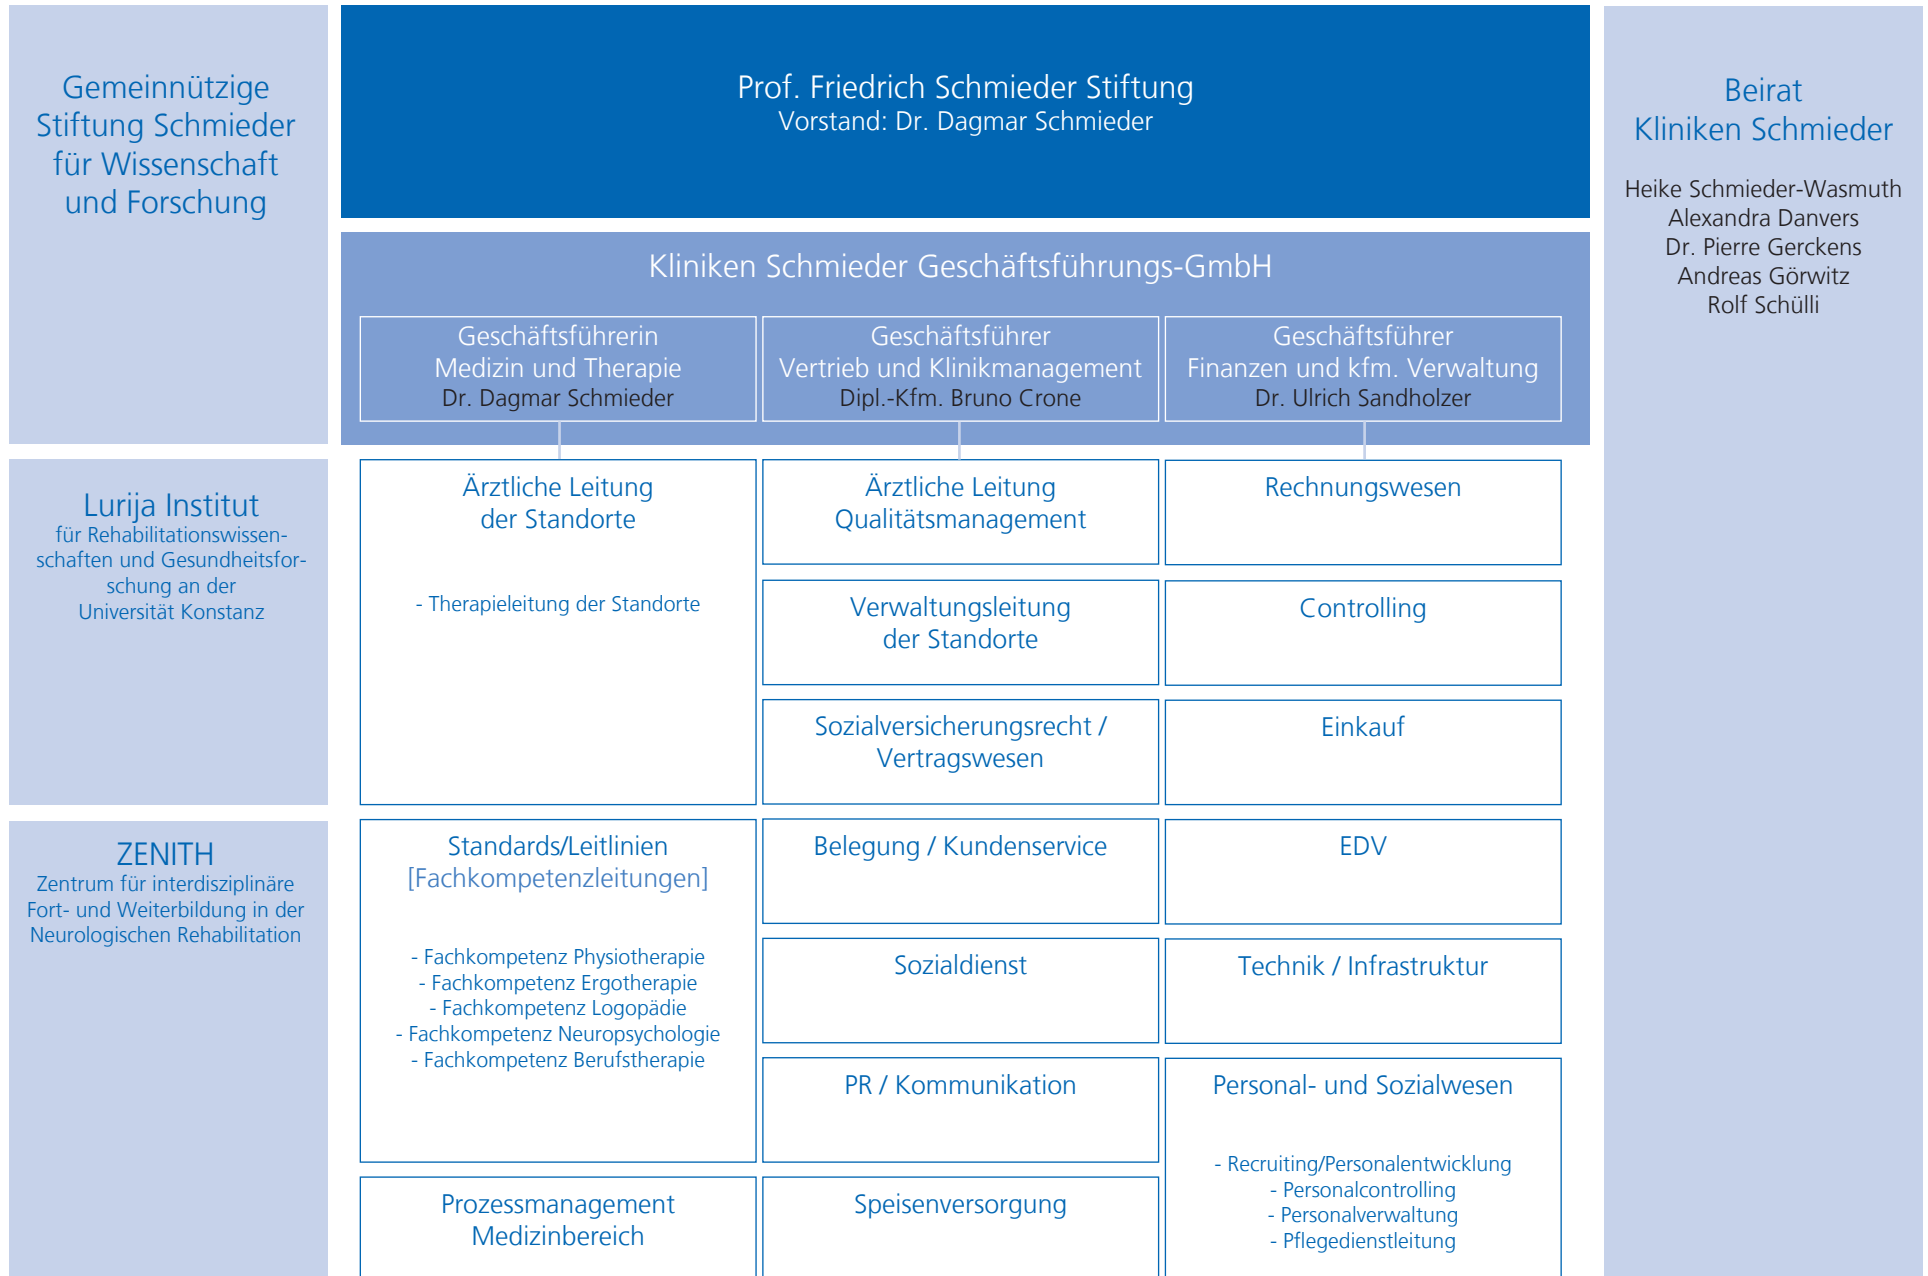 Gemeinnützige
Stiftung Schmieder
für Wissenschaft
und Forschung
Prof. Friedrich Schmieder Stiftung
Vorstand: Dr. Dagmar Schmieder
Beirat
Kliniken Schmieder
Heike Schmieder-Wasmuth
Alexandra Danvers
Dr. Pierre Gerckens
Andreas Görwitz
Rolf Schülli
Kliniken Schmieder Geschäftsführungs-GmbH
Geschäftsführerin
Medizin und Therapie
Dr. Dagmar Schmieder
Geschäftsführer
Vertrieb und Klinikmanagement
Dipl.-Kfm. Bruno Crone
Geschäftsführer
Finanzen und kfm. Verwaltung
Dr. Ulrich Sandholzer
Lurija Institut
für Rehabilitationswissen-
schaften und Gesundheitsfor-
schung an der
Universität Konstanz
ZENITH
Zentrum für interdisziplinäre
Fort- und Weiterbildung in der
Neurologischen Rehabilitation
Ärztliche Leitung
der Standorte
- Therapieleitung der Standorte
Standards/Leitlinien
[Fachkompetenzleitungen]
- Fachkompetenz Physiotherapie
- Fachkompetenz Ergotherapie
- Fachkompetenz Logopädie
- Fachkompetenz Neuropsychologie
- Fachkompetenz Berufstherapie
Prozessmanagement
Medizinbereich
Ärztliche Leitung
Qualitätsmanagement
Verwaltungsleitung
der Standorte
Sozialversicherungsrecht /
Vertragswesen
Belegung / Kundenservice
Sozialdienst
PR / Kommunikation
Speisenversorgung
Rechnungswesen
Controlling
Einkauf
EDV
Technik / Infrastruktur
Personal- und Sozialwesen
- Recruiting/Personalentwicklung
- Personalcontrolling
- Personalverwaltung
- Pflegedienstleitung